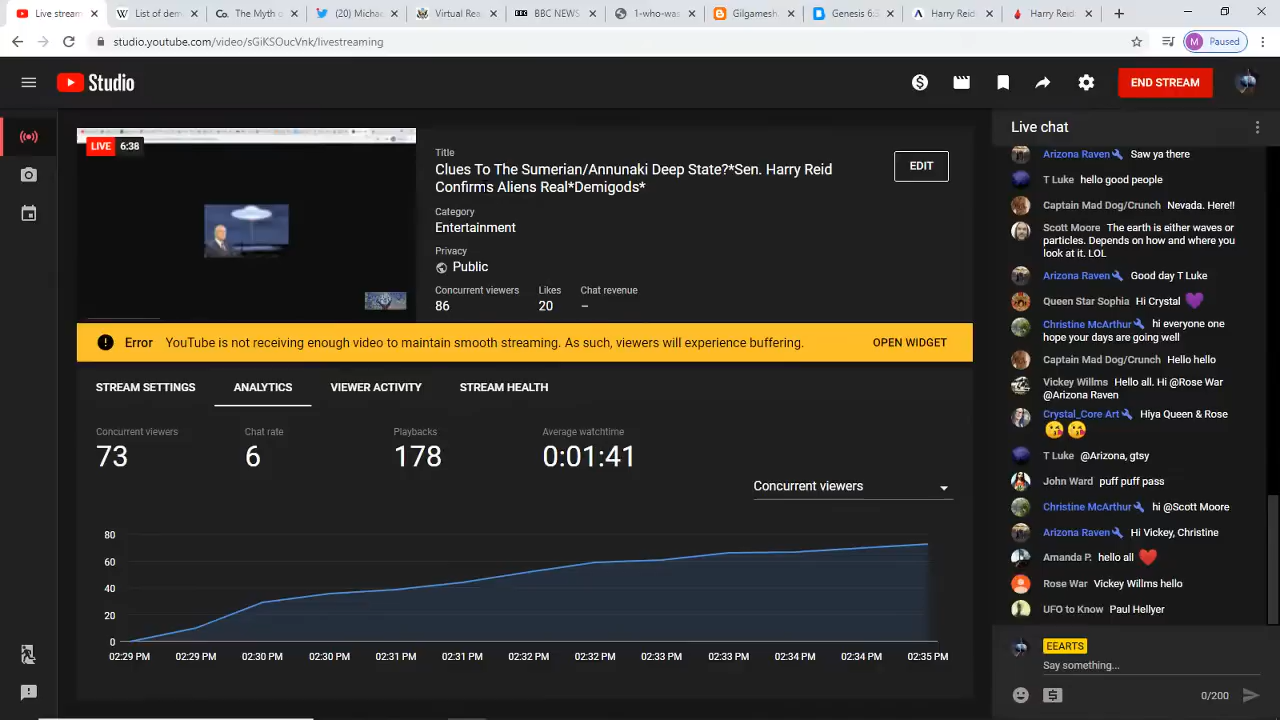 Live stream
List of dem
Co. The Myth o
(20) Micha
Virtual Rea
BBC NEWS
1-who-was
Gilgames
Genesis 6:
Harry Reid
Harry Reid
studio.youtube.com/video/sGiKSOucVnk/livestreaming
M Paused
Studio
END STREAM
LIVE 6:38
Title
Clues To The Sumerian/Annunaki Deep State?*Sen. Harry Reid
Confirms Aliens Real*Demigods*
EDIT
Category
Entertainment
Privacy
Public
Concurrent viewers Likes Chat revenue
86 20 –
Error YouTube is not receiving enough video to maintain smooth streaming. As such, viewers will experience buffering. OPEN WIDGET
STREAM SETTINGS ANALYTICS VIEWER ACTIVITY STREAM HEALTH
Concurrent viewers Chat rate Playbacks Average watchtime
73 6 178 0:01:41
Concurrent viewers
80
60
40
20
0
02:29 PM 02:29 PM 02:30 PM 02:30 PM 02:31 PM 02:31 PM 02:32 PM 02:32 PM 02:33 PM 02:33 PM 02:34 PM 02:34 PM 02:35 PM
Live chat
Arizona Raven Saw ya there
T Luke hello good people
Captain Mad Dog/Crunch Nevada. Here!!
Scott Moore The earth is either waves or
particles. Depends on how and where you
look at it. LOL
Arizona Raven Good day T Luke
Queen Star Sophia Hi Crystal 💜
Christine McArthur hi everyone one
hope your days are going well
Captain Mad Dog/Crunch Hello hello
Vickey Willms Hello all. Hi @Rose War
@Arizona Raven
Crystal_Core Art Hiya Queen & Rose
😘😘
T Luke @Arizona, gtsy
John Ward puff puff pass
Christine McArthur hi @Scott Moore
Arizona Raven Hi Vickey, Christine
Amanda P. hello all ❤️
Rose War Vickey Willms hello
UFO to Know Paul Hellyer
EEARTS
Say something...
0/200